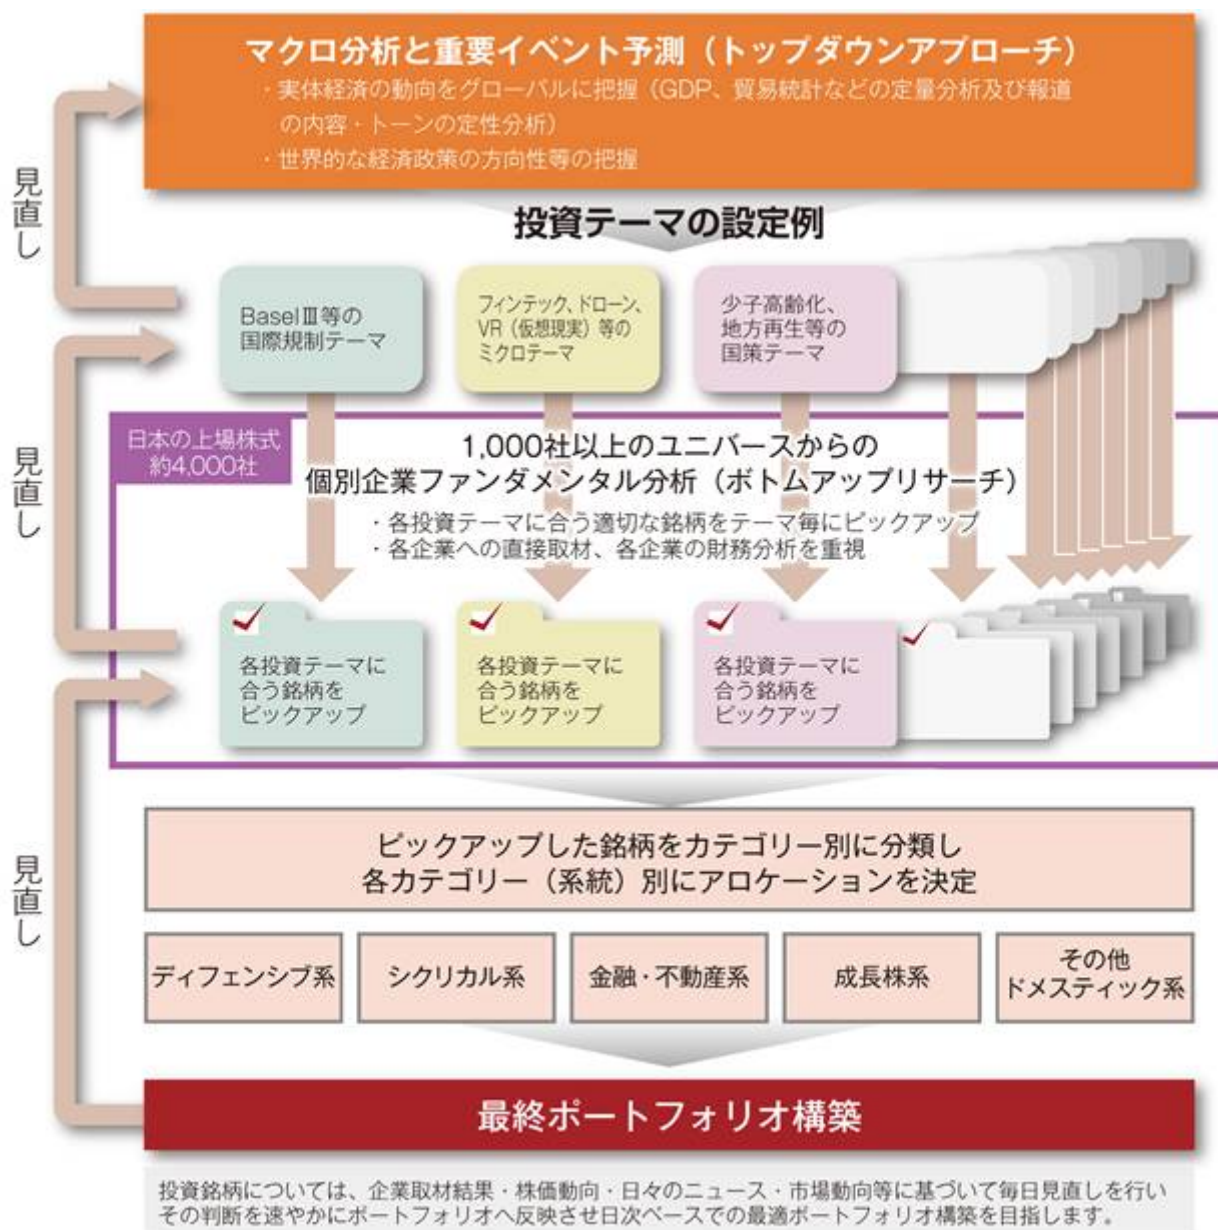 マクロ分析と重要イベント予測（トップダウンアプローチ）
・実体経済の動向をグローバルに把握（GDP、貿易統計などの定量分析及び報道
の内容・トーンの定性分析）
・世界的な経済政策の方向性等の把握
見直し
投資テーマの設定例
BaselⅢ等の
国際規制テーマ
フィンテック、ドローン、
VR（仮想現実）等の
ミクロテーマ
少子高齢化、
地方再生等の
国策テーマ
見直し
日本の上場株式
約4,000社
1,000社以上のユニバースからの
個別企業ファンダメンタル分析（ボトムアップリサーチ）
・各投資テーマに合う適切な銘柄をテーマ毎にピックアップ
・各企業への直接取材、各企業の財務分析を重視
各投資テーマに
合う銘柄を
ピックアップ
各投資テーマに
合う銘柄を
ピックアップ
各投資テーマに
合う銘柄を
ピックアップ
見直し
ピックアップした銘柄をカテゴリー別に分類し
各カテゴリー（系統）別にアロケーションを決定
ディフェンシブ系
シクリカル系
金融・不動産系
成長株系
その他
ドメスティック系
最終ポートフォリオ構築
投資銘柄については、企業取材結果・株価動向・日々のニュース・市場動向等に基づいて毎日見直しを行い
その判断を速やかにポートフォリオへ反映させ日次ベースでの最適ポートフォリオ構築を目指します。